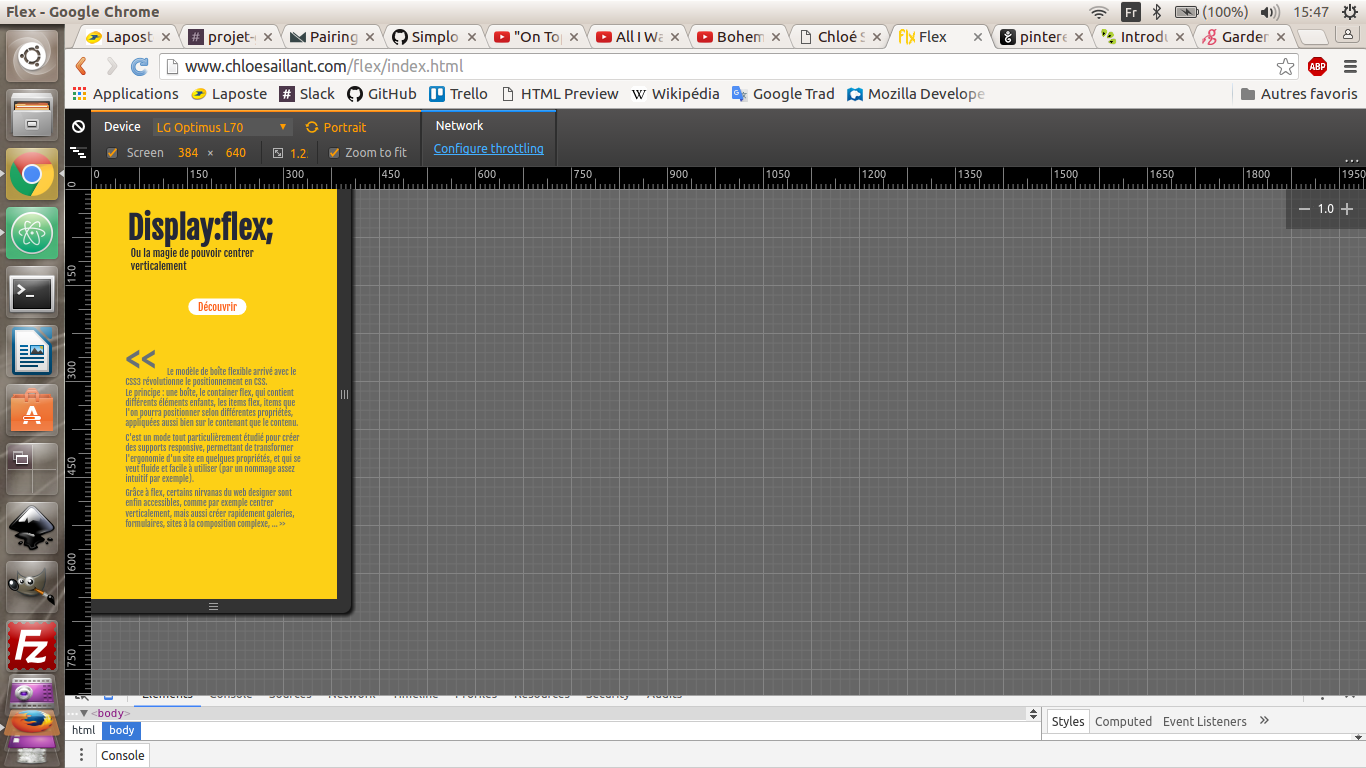 Flex - Google Chrome
Fr
(100%)
15:47
Lapost
projet-
Pairing
Simplo
"On Top
All I Wa
Bohem
Chloé S
Flex
pintere
Introdu
Garder
www.chloesaillant.com/flex/index.html
ABP
Applications
Laposte
Slack
GitHub
Trello
HTML Preview
Wikipédia
Google Trad
Mozilla Develope
Autres favoris
Device
LG Optimus L70
Portrait
Network
Screen
384 × 640
1.2
Zoom to fit
Configure throttling
...
0 150 300 450 600 750 900 1050 1200 1350 1500 1650 1800 1950
0
150
300
450
600
750
1.0
Display:flex;
Ou la magie de pouvoir centrer
verticalement
Découvrir
<< Le modèle de boîte flexible arrivé avec le
CSS3 révolutionne le positionnement en CSS.
Le principe : une boîte, le container flex, qui contient
différents éléments enfants, les items flex, items que
l'on pourra positionner selon différentes propriétés,
appliquées aussi bien sur le contenant que le contenu.
C'est un mode tout particulièrement étudié pour créer
des supports responsive, permettant de transformer
l'ergonomie d'un site en quelques propriétés, et qui se
veut fluide et facile à utiliser (par un nommage assez
intuitif par exemple).
Grâce à flex, certains nirvanas du web designer sont
enfin accessibles, comme par exemple centrer
verticalement, mais aussi créer rapidement galeries,
formulaires, sites à la composition complexe, ... >>
Elements Console Sources Network Timeline Profiles Resources Security Audits
... <body>
html body
Styles Computed Event Listeners »
Console